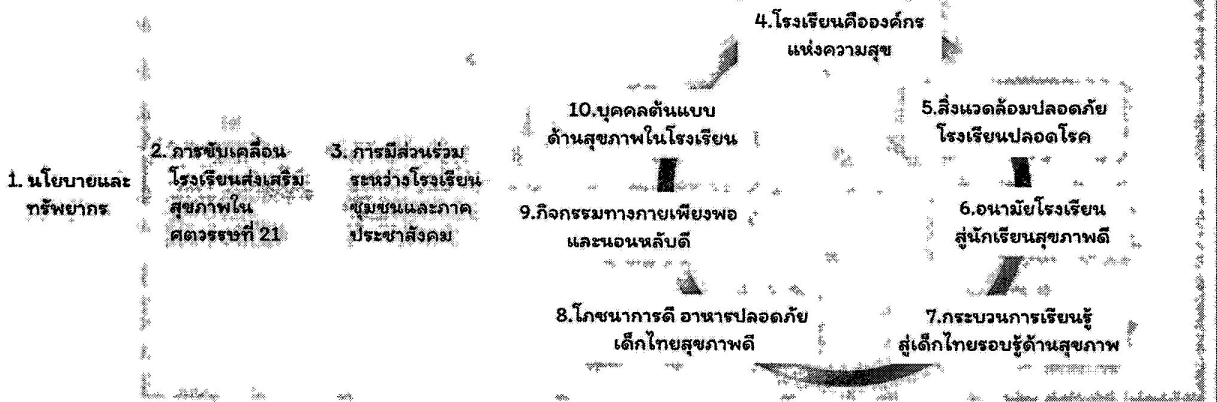 1. นโยบายและ
ทรัพยากร
2. การขับเคลื่อน
โรงเรียนส่งเสริม
สุขภาพใน
ศตวรรษที่ 21
3. การมีส่วนร่วม
ระหว่างโรงเรียน
ชุมชนและภาค
ประชาสังคม
4.โรงเรียนคือองค์กร
แห่งความสุข
5.สิ่งแวดล้อมปลอดภัย
โรงเรียนปลอดโรค
6.อนามัยโรงเรียน
สู่นักเรียนสุขภาพดี
7.กระบวนการเรียนรู้
สู่เด็กไทยรอบรู้ด้านสุขภาพ
8.โภชนาการดี อาหารปลอดภัย
เด็กไทยสุขภาพดี
9.กิจกรรมทางกายเพียงพอ
และนอนหลับดี
10.บุคคลต้นแบบ
ด้านสุขภาพในโรงเรียน